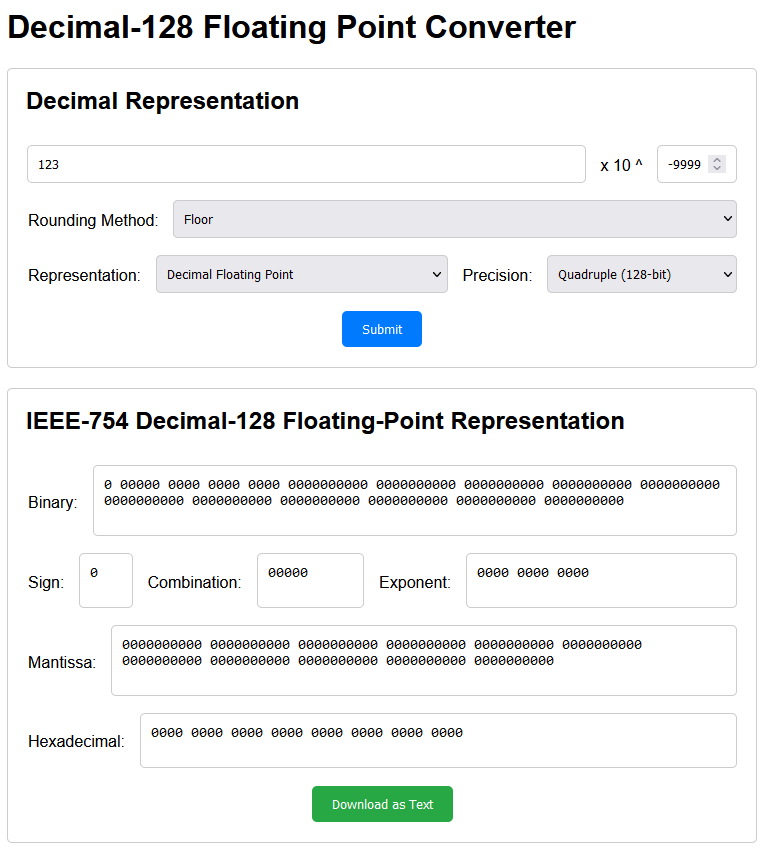 Decimal-128 Floating Point Converter
Decimal Representation
123 x 10 ^ -9999
Rounding Method: Floor
Representation: Decimal Floating Point Precision: Quadruple (128-bit)
Submit
IEEE-754 Decimal-128 Floating-Point Representation
Binary: 0 00000 0000 0000 0000 0000000000 0000000000 0000000000 0000000000 0000000000
0000000000 0000000000 0000000000 0000000000 0000000000 0000000000
Sign: 0 Combination: 00000 Exponent: 0000 0000 0000
Mantissa: 0000000000 0000000000 0000000000 0000000000 0000000000 0000000000
0000000000 0000000000 0000000000 0000000000 0000000000
Hexadecimal: 0000 0000 0000 0000 0000 0000 0000 0000
Download as Text